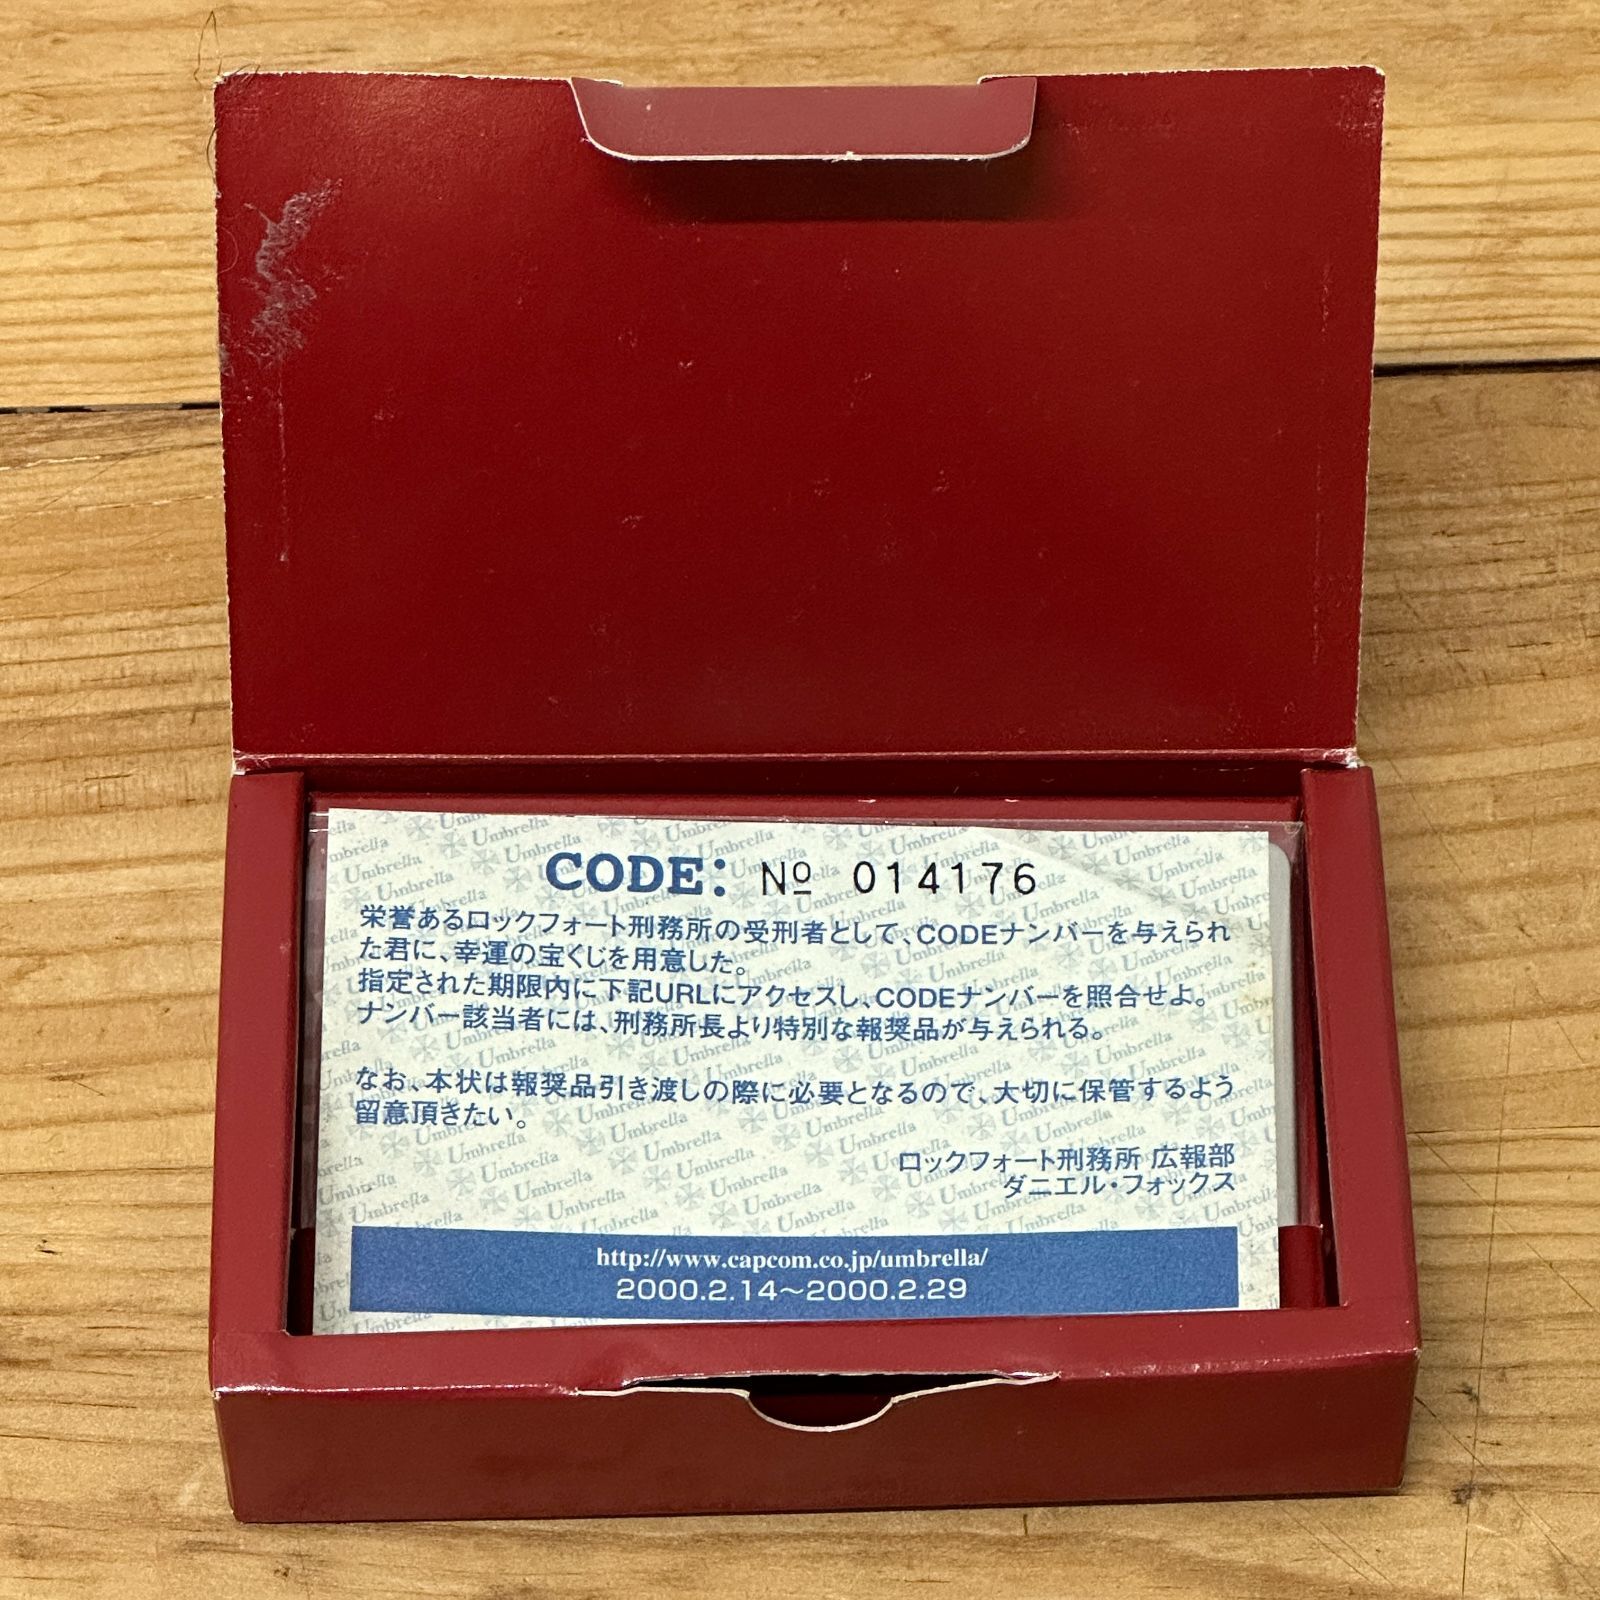 CODE: № 014176
栄誉あるロックフォート刑務所の受刑者として、CODEナンバーを与えられ
た君に、幸運の宝くじを用意した。
指定された期限内に下記URLにアクセスし、CODEナンバーを照合せよ。
ナンバー該当者には、刑務所長より特別な報奨品が与えられる。
なお、本状は報奨品引き渡しの際に必要となるので、大切に保管するよう
留意頂きたい。
ロックフォート刑務所 広報部
ダニエル・フォックス
http://www.capcom.co.jp/umbrella/
2000.2.14～2000.2.29
Umbrella